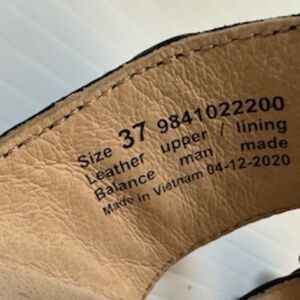 Size 37 9841022200
Leather upper / lining
Balance man made
Made in Vietnam 04-12-2020